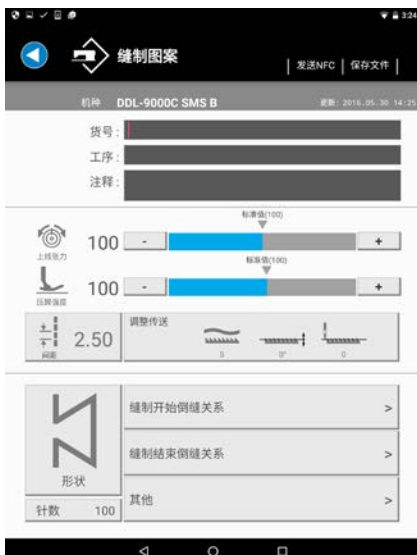 3:24
缝制图案
发送NFC | 保存文件 |
机种 DDL-9000C SMS B 更新: 2016.05.30 14:25
货号:
工序:
注释:
标准值(100)
上线张力 100 - +
标准值(100)
压脚强度 100 - +
间距 2.50 调整传送
S 0° 0
缝制开始倒缝关系 >
缝制结束倒缝关系 >
形状
其他 >
针数 100